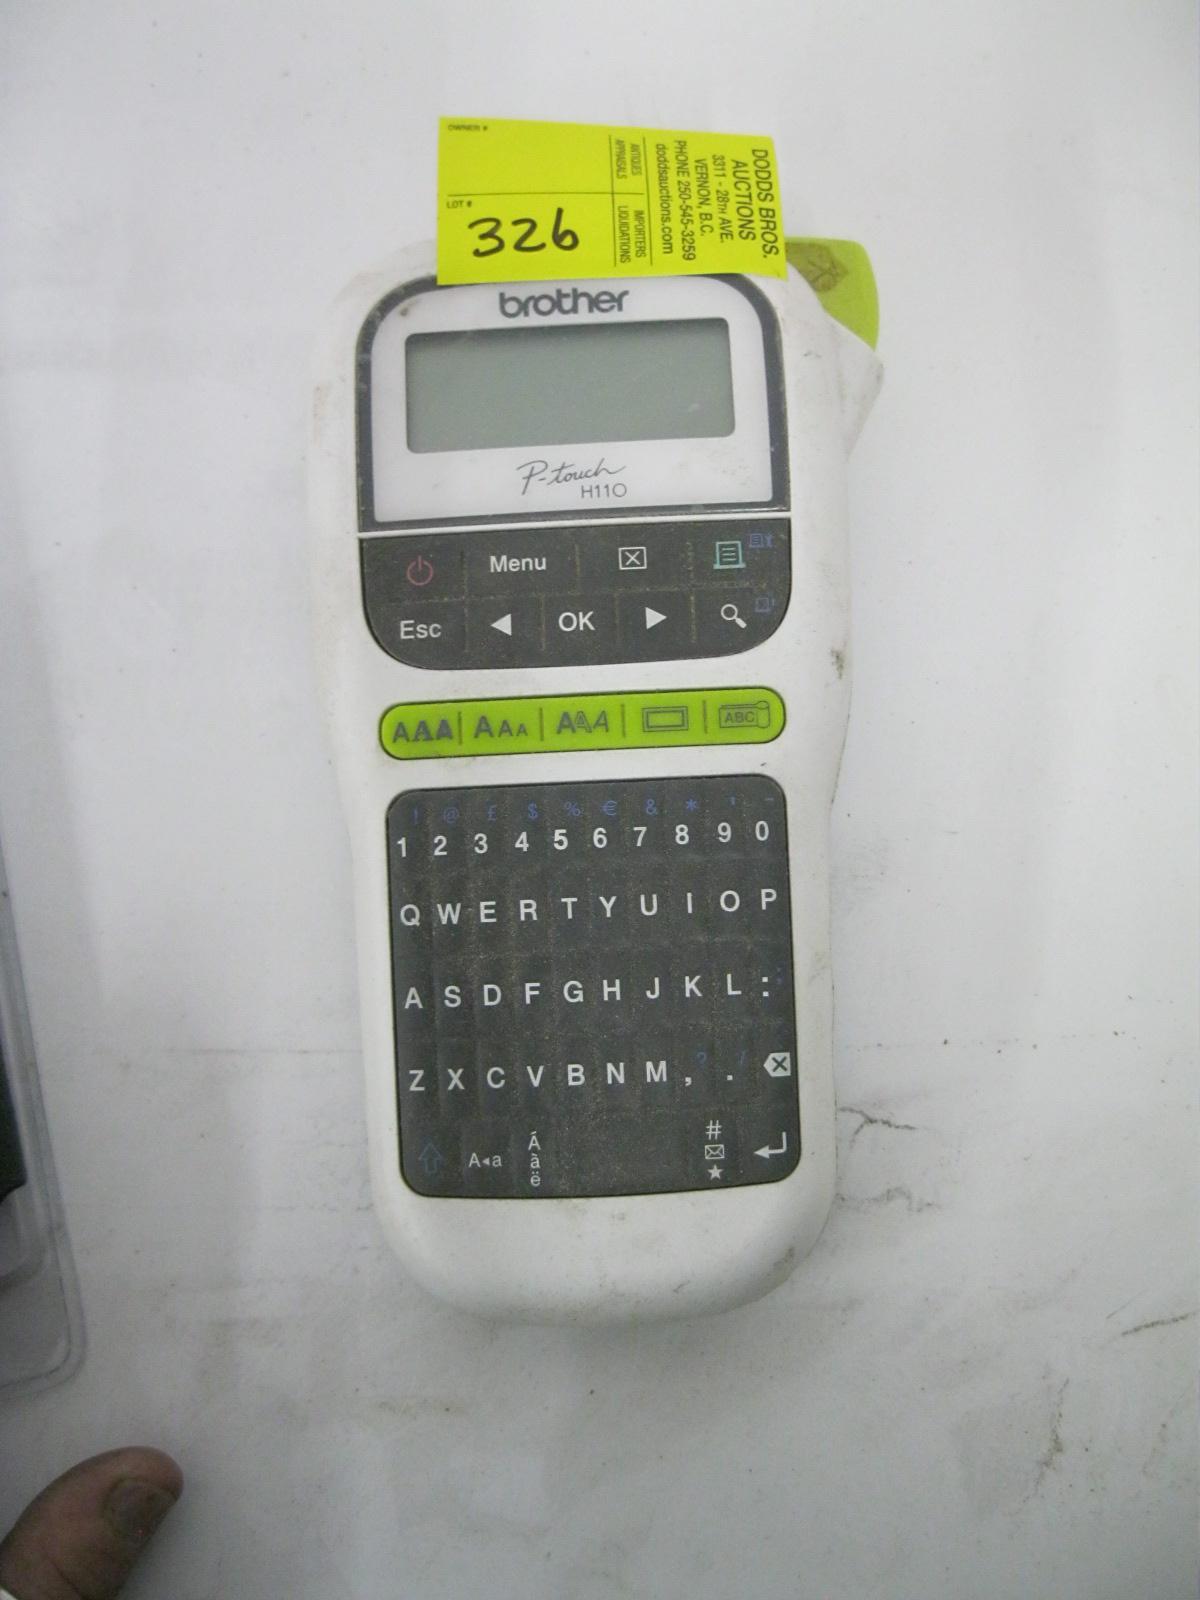 OWNER #
LOT #
326
ANTIQUES
APPRAISALS
IMPORTERS
LIQUIDATIONS
DODDS BROS.
AUCTIONS
3311 - 28TH AVE.
VERNON, B.C.
PHONE 250-545-3259
doddsauctions.com
brother
P-touch
H110
Menu
Esc ◀ OK ▶
AAA AAA AAA ABC
! @ £ $ % € & * ' -
1 2 3 4 5 6 7 8 9 0
Q W E R T Y U I O P
A S D F G H J K L : ;
? /
Z X C V B N M , .
A◂a Á à ë # ✉ ★